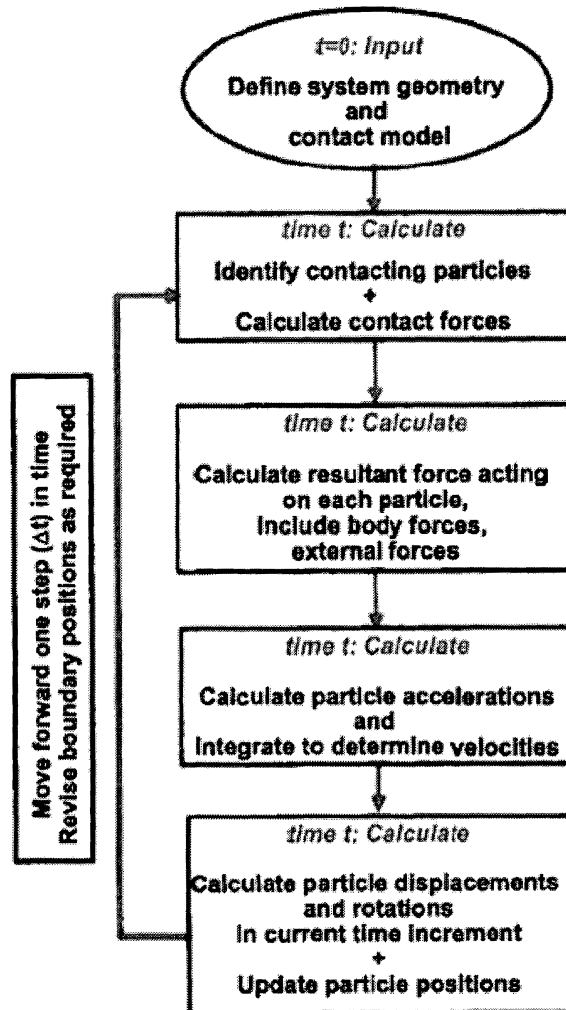 t=0: Input
Define system geometry
and
contact model
time t: Calculate
Identify contacting particles
+
Calculate contact forces
time t: Calculate
Calculate resultant force acting
on each particle,
Include body forces,
external forces
time t: Calculate
Calculate particle accelerations
and
Integrate to determine velocities
time t: Calculate
Calculate particle displacements
and rotations
In current time increment
+
Update particle positions
Move forward one step (Δt) in time
Revise boundary positions as required